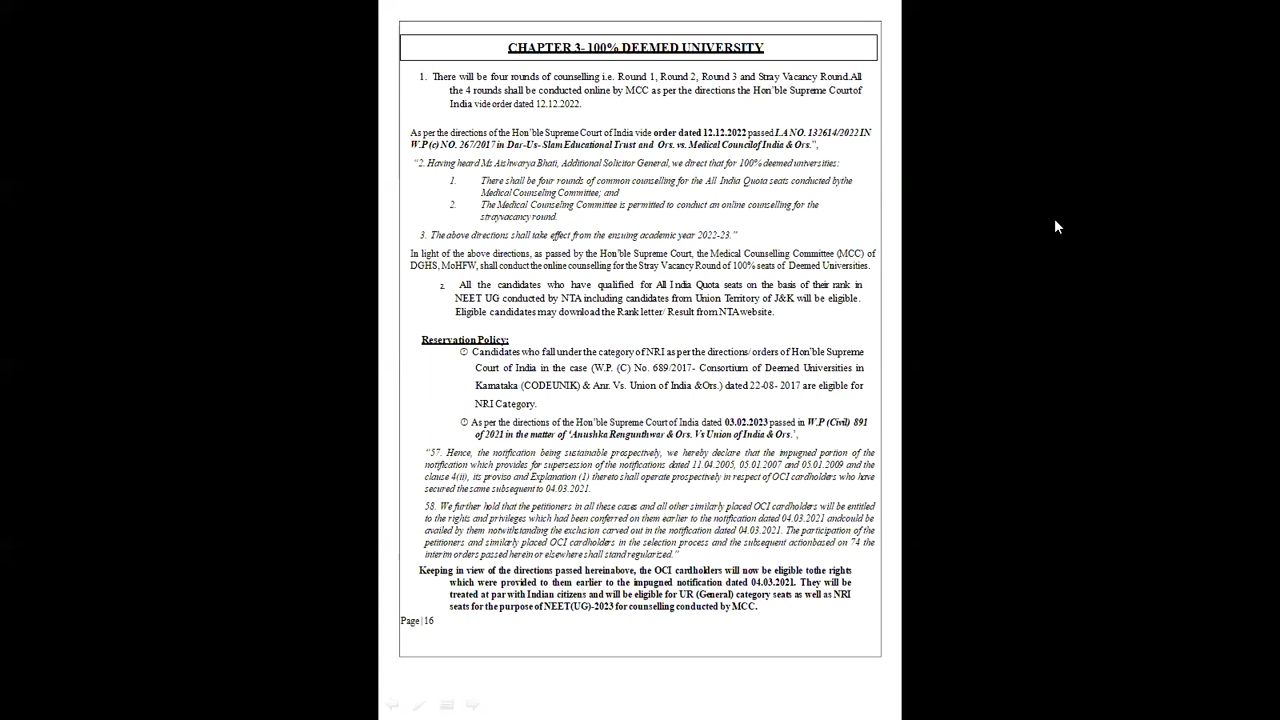 CHAPTER 3- 100% DEEMED UNIVERSITY
1. There will be four rounds of counselling i.e. Round 1, Round 2, Round 3 and Stray Vacancy Round.All
the 4 rounds shall be conducted online by MCC as per the directions the Hon'ble Supreme Courtof
India vide order dated 12.12.2022.
As per the directions of the Hon'ble Supreme Court of India vide order dated 12.12.2022 passed I.A NO. 132614/2022 IN
W.P (c) NO. 267/2017 in Dar-Us-Slam Educational Trust and Ors. vs. Medical Councilof India & Ors.",
"2. Having heard Ms Aishwarya Bhati, Additional Solicitor General, we direct that for 100% deemed universities:
1. There shall be four rounds of common counselling for the All India Quota seats conducted bythe
Medical Counseling Committee; and
2. The Medical Counseling Committee is permitted to conduct an online counselling for the
strayvacancy round.
3. The above directions shall take effect from the ensuing academic year 2022-23."
In light of the above directions, as passed by the Hon'ble Supreme Court, the Medical Counselling Committee (MCC) of
DGHS, MoHFW, shall conduct the online counselling for the Stray Vacancy Round of 100% seats of Deemed Universities.
2. All the candidates who have qualified for All India Quota seats on the basis of their rank in
NEET UG conducted by NTA including candidates from Union Territory of J&K will be eligible.
Eligible candidates may download the Rank letter/ Result from NTA website.
Reservation Policy:
Candidates who fall under the category of NRI as per the directions/ orders of Hon'ble Supreme
Court of India in the case (W.P. (C) No. 689/2017- Consortium of Deemed Universities in
Karnataka (CODEUNIK) & Anr. Vs. Union of India &Ors.) dated 22-08- 2017 are eligible for
NRI Category.
As per the directions of the Hon'ble Supreme Court of India dated 03.02.2023 passed in W.P (Civil) 891
of 2021 in the matter of 'Anushka Rengunthwar & Ors. Vs Union of India & Ors.',
"57. Hence, the notification being sustainable prospectively, we hereby declare that the impugned portion of the
notification which provides for supersession of the notifications dated 11.04.2005, 05.01.2007 and 05.01.2009 and the
clause 4(ii), its proviso and Explanation (1) thereto shall operate prospectively in respect of OCI cardholders who have
secured the same subsequent to 04.03.2021.
58. We further hold that the petitioners in all these cases and all other similarly placed OCI cardholders will be entitled
to the rights and privileges which had been conferred on them earlier to the notification dated 04.03.2021 andcould be
availed by them notwithstanding the exclusion carved out in the notification dated 04.03.2021. The participation of the
petitioners and similarly placed OCI cardholders in the selection process and the subsequent actionbased on 74 the
interim orders passed herein or elsewhere shall stand regularized."
Keeping in view of the directions passed hereinabove, the OCI cardholders will now be eligible tothe rights
which were provided to them earlier to the impugned notification dated 04.03.2021. They will be
treated at par with Indian citizens and will be eligible for UR (General) category seats as well as NRI
seats for the purpose of NEET(UG)-2023 for counselling conducted by MCC.
Page | 16